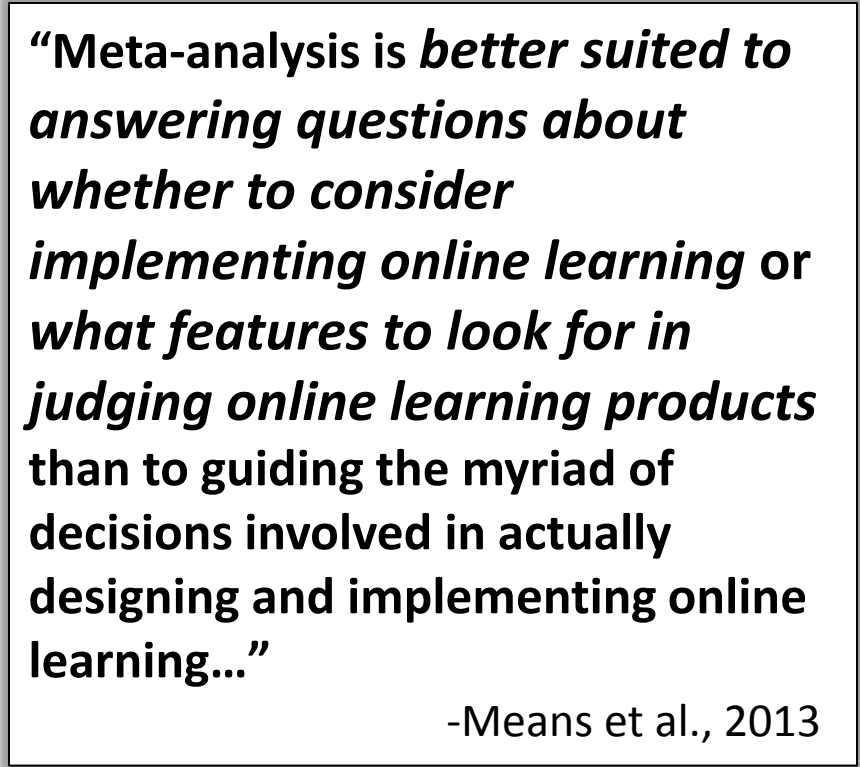 “Meta-analysis is better suited to
answering questions about
whether to consider
implementing online learning or
what features to look for in
judging online learning products
than to guiding the myriad of
decisions involved in actually
designing and implementing online
learning…”
-Means et al., 2013